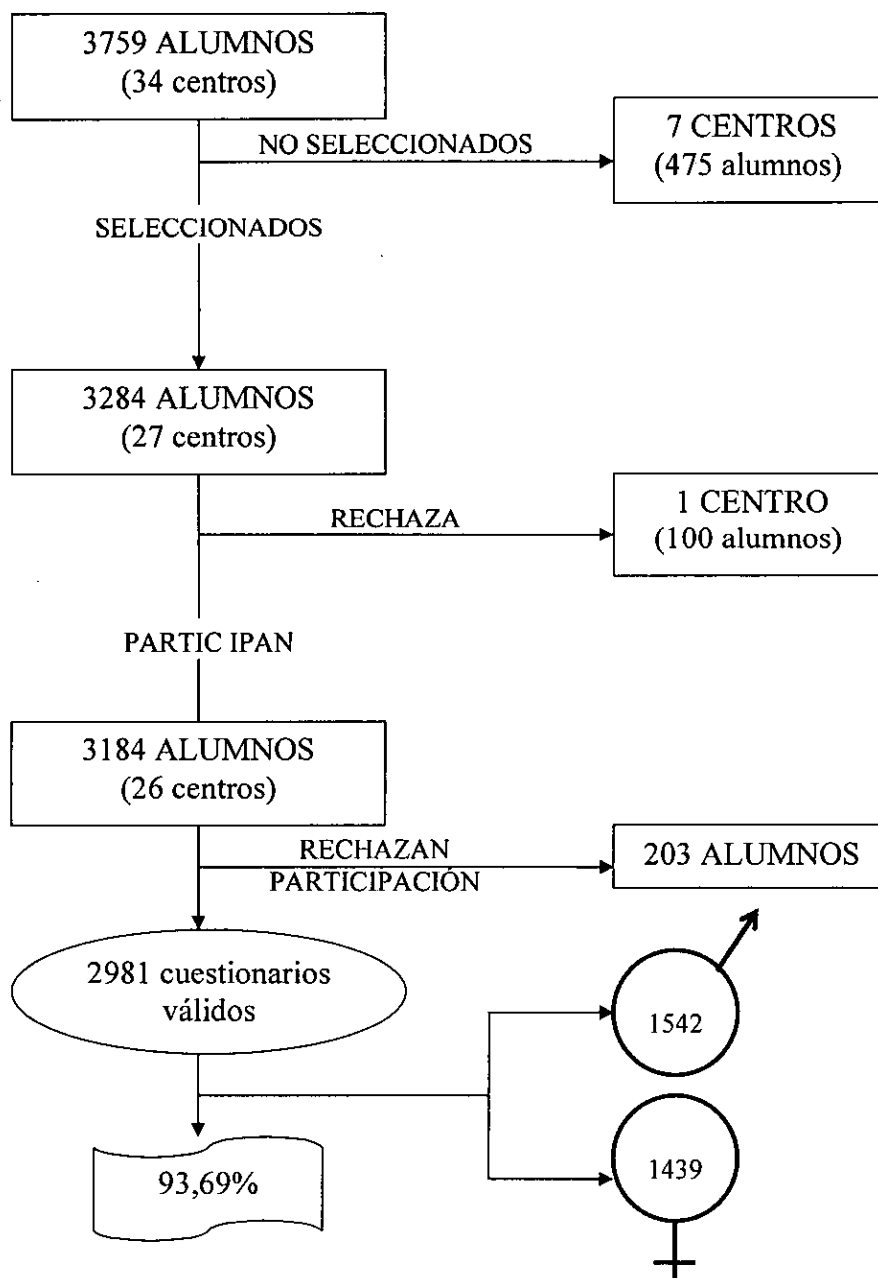 3759 ALUMNOS
(34 centros)
NO SELECCIONADOS
7 CENTROS
(475 alumnos)
SELECCIONADOS
3284 ALUMNOS
(27 centros)
RECHAZA
1 CENTRO
(100 alumnos)
PARTIC IPAN
3184 ALUMNOS
(26 centros)
RECHAZAN
PARTICIPACIÓN
203 ALUMNOS
2981 cuestionarios
válidos
1542
1439
93,69%